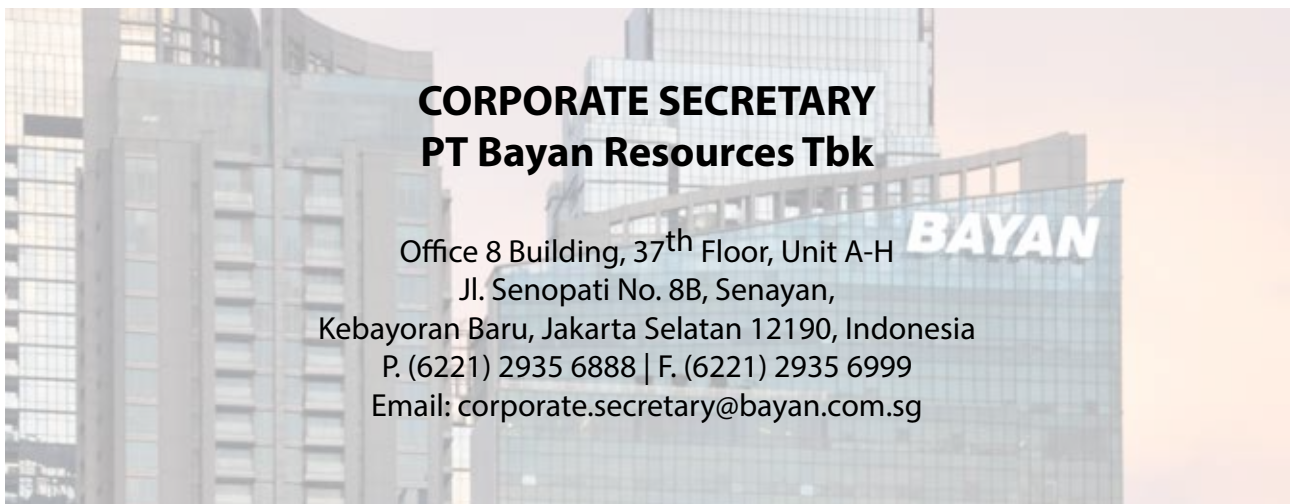 CORPORATE SECRETARY
PT Bayan Resources Tbk
Office 8 Building, 37th Floor, Unit A-H
BAYAN
Jl. Senopati No. 8B, Senayan,
Kebayoran Baru, Jakarta Selatan 12190, Indonesia
P. (6221) 2935 6888 | F. (6221) 2935 6999
Email: corporate.secretary@bayan.com.sg